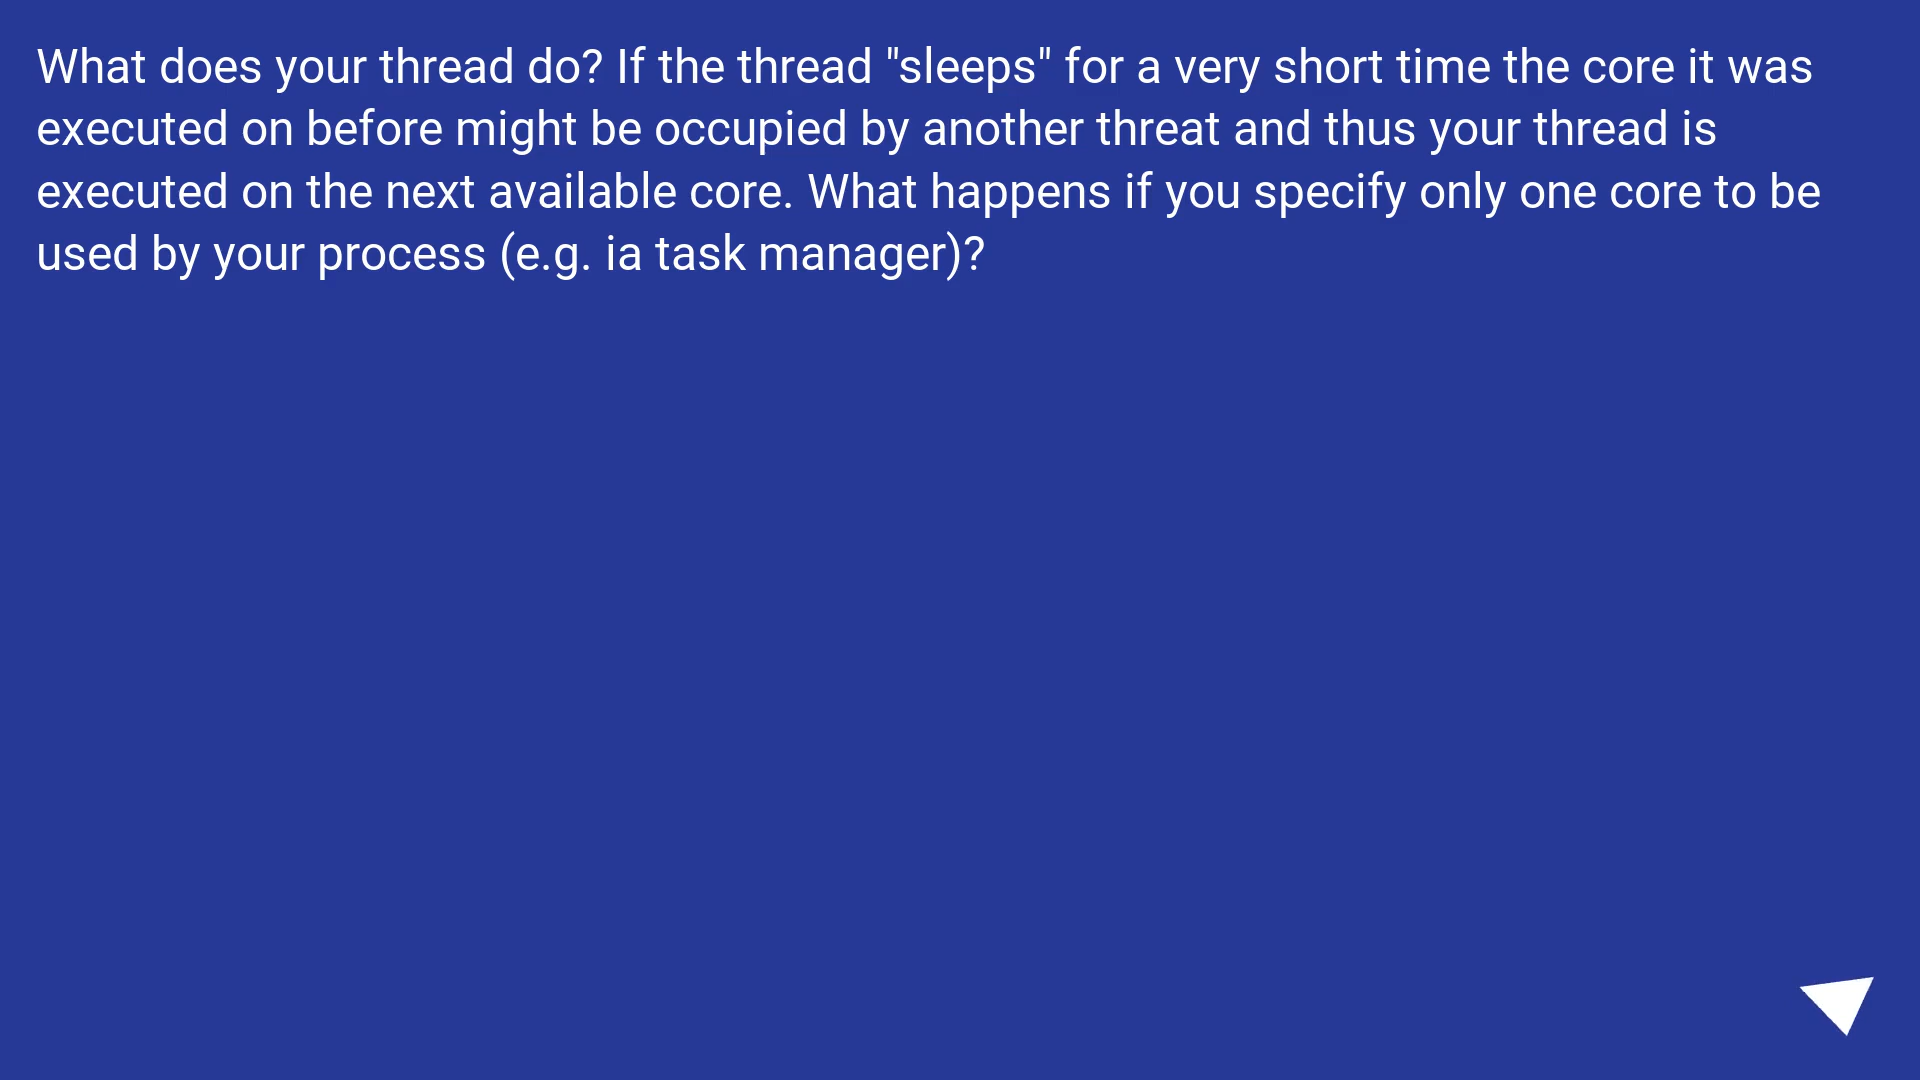 What does your thread do? If the thread "sleeps" for a very short time the core it was
executed on before might be occupied by another threat and thus your thread is
executed on the next available core. What happens if you specify only one core to be
used by your process (e.g. ia task manager)?